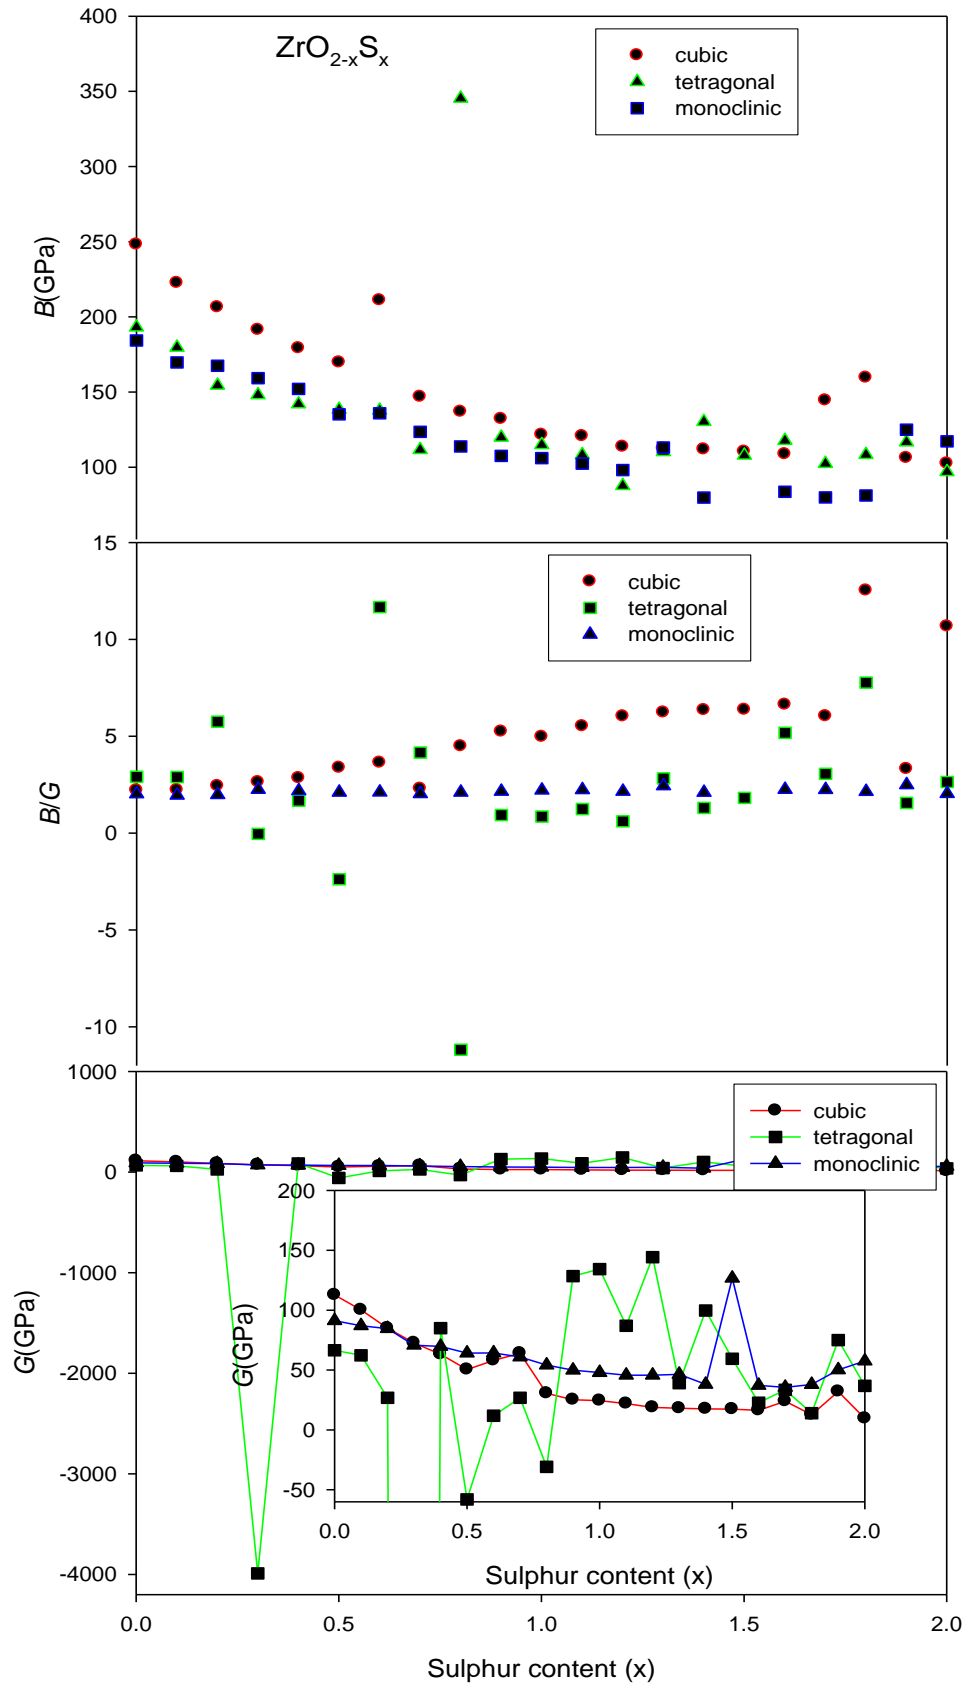 400
350
300
250
200
150
100
B(GPa)
ZrO2-xSx
cubic
tetragonal
monoclinic
15
10
5
0
-5
-10
B/G
cubic
tetragonal
monoclinic
1000
0
-1000
-2000
-3000
-4000
G(GPa)
cubic
tetragonal
monoclinic
200
150
100
50
0
-50
G(GPa)
0.0 0.5 1.0 1.5 2.0
Sulphur content (x)
0.0 0.5 1.0 1.5 2.0
Sulphur content (x)